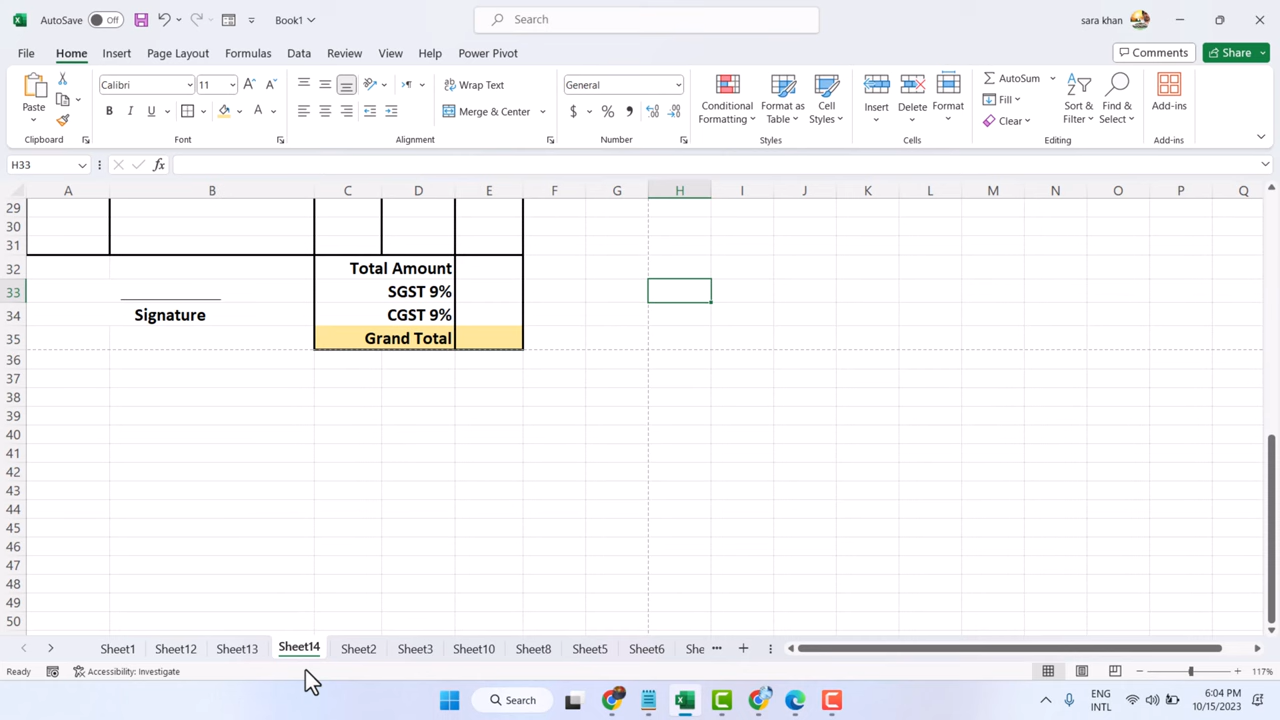 AutoSave Off Book1 Search sara khan
File Home Insert Page Layout Formulas Data Review View Help Power Pivot Comments Share
Paste Calibri 11 Wrap Text General Conditional Formatting Format as Table Cell Styles Insert Delete Format AutoSum Fill Clear Sort & Filter Find & Select Add-ins
B I U A Merge & Center $ % 9
Clipboard Font Alignment Number Styles Cells Editing Add-ins
H33 fx
A B C D E F G H I J K L M N O P Q
29
30
31
32 Total Amount
33 SGST 9%
34 Signature CGST 9%
35 Grand Total
36
37
38
39
40
41
42
43
44
45
46
47
48
49
50
Sheet1 Sheet12 Sheet13 Sheet14 Sheet2 Sheet3 Sheet10 Sheet8 Sheet5 Sheet6 She ...
Ready Accessibility: Investigate 117%
Search ENG INTL 6:04 PM 10/15/2023